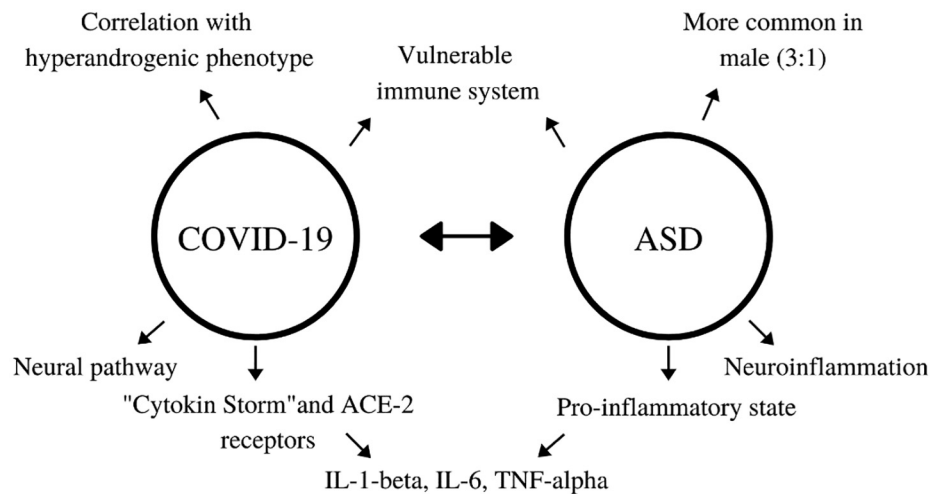 Correlation with
hyperandrogenic phenotype
Vulnerable
immune system
More common in
male (3:1)
COVID-19
ASD
Neural pathway
"Cytokin Storm"and ACE-2
receptors
Pro-inflammatory state
Neuroinflammation
IL-1-beta, IL-6, TNF-alpha